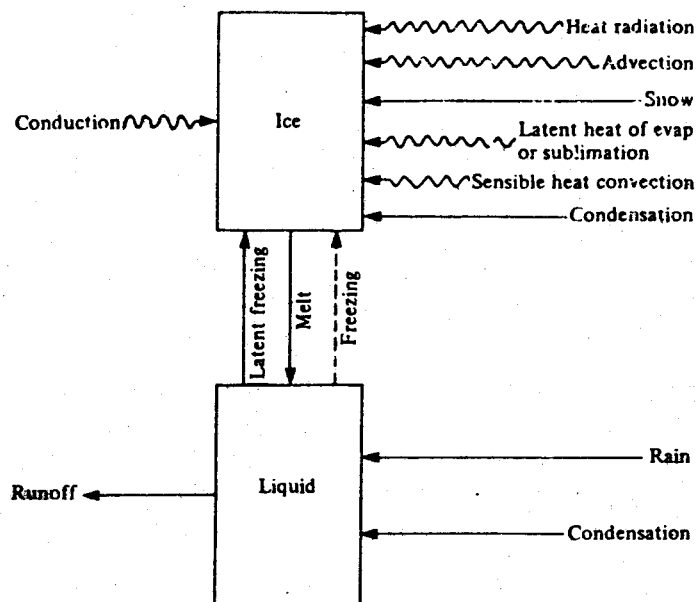 Heat radiation
Advection
Snow
Conduction
Ice
Latent heat of evap
or sublimation
Sensible heat convection
Condensation
Latent freezing
Melt
Freezing
Rain
Liquid
Runoff
Condensation